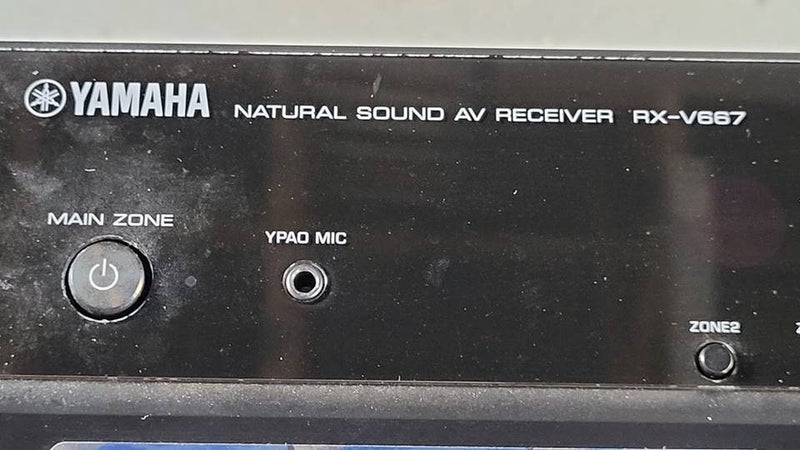 YAMAHA NATURAL SOUND AV RECEIVER RX-V667
MAIN ZONE
YPAO MIC
ZONE2